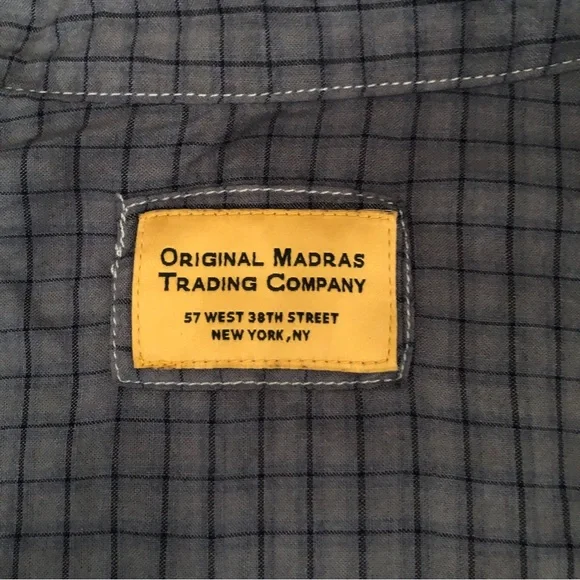 ORIGINAL MADRAS
TRADING COMPANY
57 WEST 38TH STREET
NEW YORK, NY